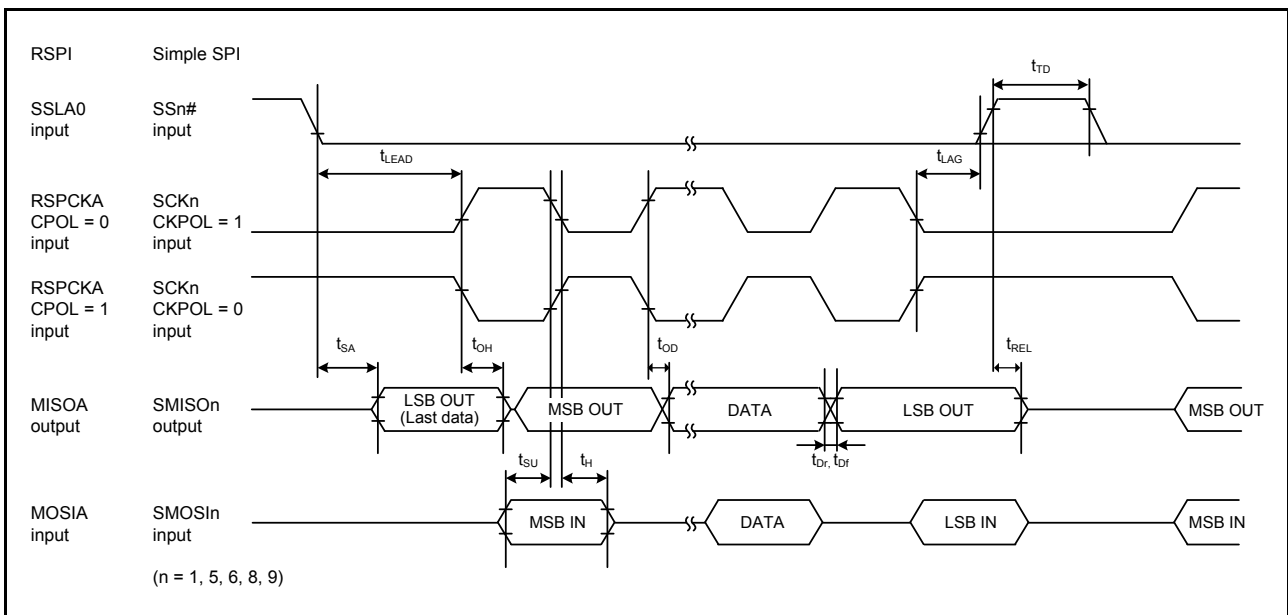 RSPI Simple SPI
tTD
SSLA0 SSn#
input input
tLEAD tLAG
RSPCKA SCKn
CPOL = 0 CKPOL = 1
input input
RSPCKA SCKn
CPOL = 1 CKPOL = 0
input input
tSA tOH tOD tREL
MISOA SMISOn
output output
LSB OUT
(Last data)
MSB OUT DATA LSB OUT MSB OUT
tSU tH tDr, tDf
MOSIA SMOSIn
input input
MSB IN DATA LSB IN MSB IN
(n = 1, 5, 6, 8, 9)